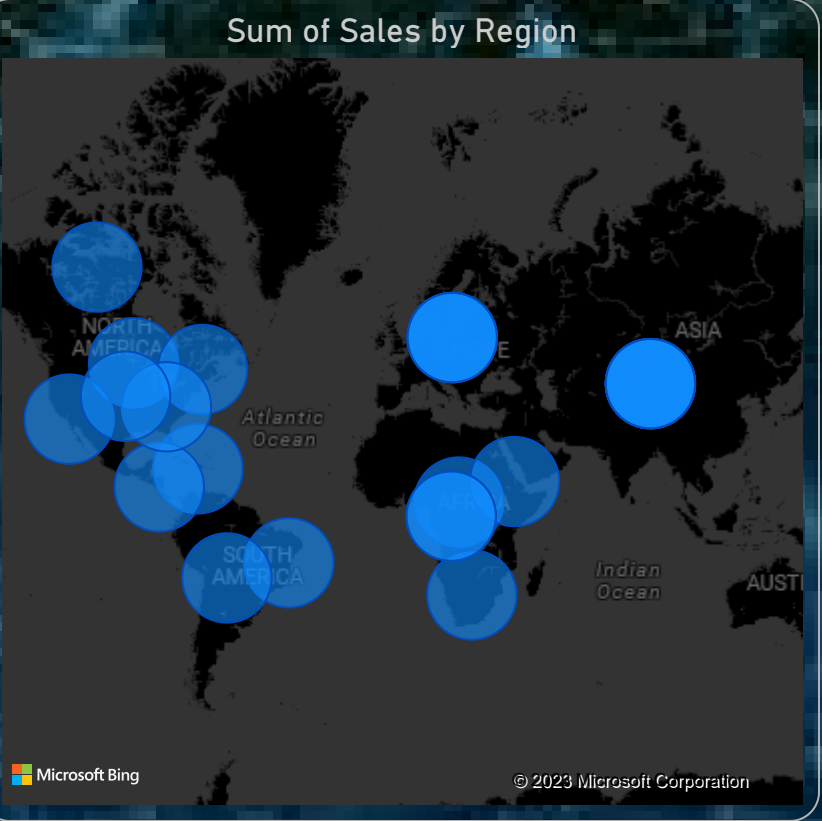 Sum of Sales by Region
NORTH
AMERICA
ASIA
Atlantic
Ocean
SOUTH
AMERICA
Indian
Ocean
AUSTI
Microsoft Bing
© 2023 Microsoft Corporation